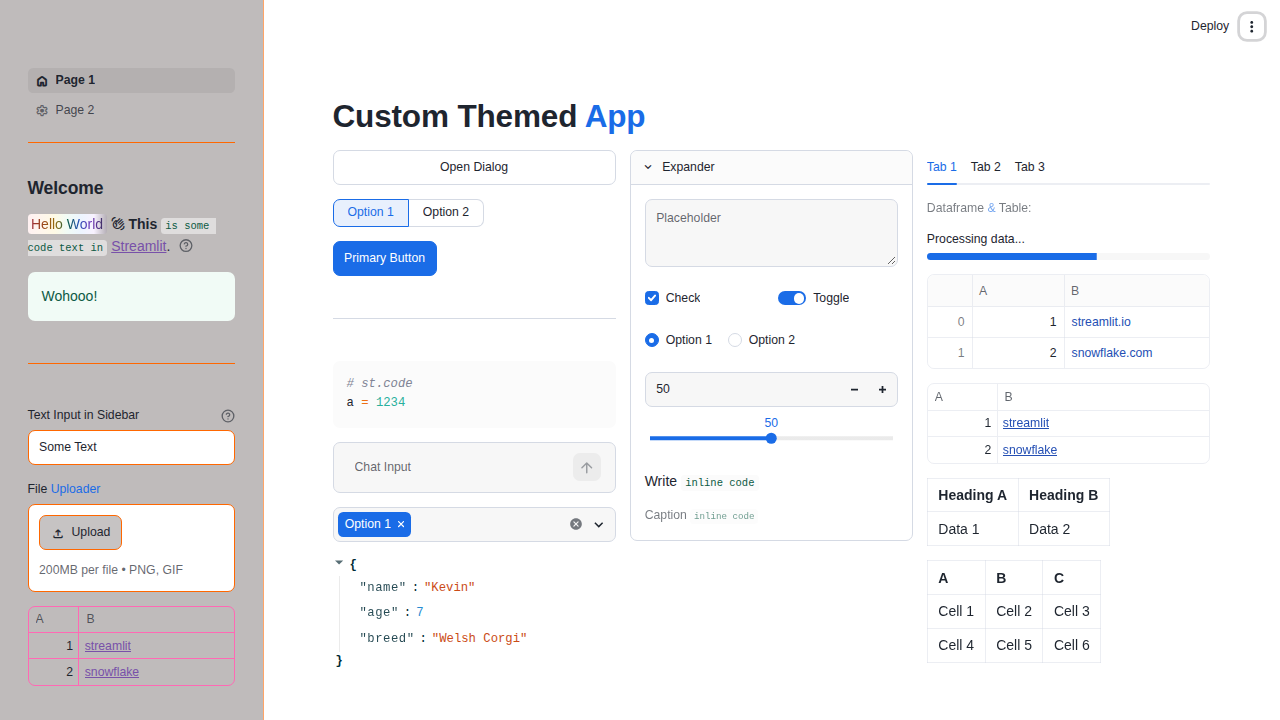 Deploy
Page 1
Page 2
Welcome
Hello World This is some
code text in Streamlit.
Wohooo!
Text Input in Sidebar
Some Text
File Uploader
Upload
200MB per file • PNG, GIF
A B
1 streamlit
2 snowflake
Custom Themed App
Open Dialog
Option 1 Option 2
Primary Button
# st.code
a = 1234
Chat Input
Option 1
{
"name" : "Kevin"
"age" : 7
"breed" : "Welsh Corgi"
}
Expander
Placeholder
Check Toggle
Option 1 Option 2
50
50
Write inline code
Caption inline code
Tab 1 Tab 2 Tab 3
Dataframe & Table:
Processing data...
A B
0 1 streamlit.io
1 2 snowflake.com
A B
1 streamlit
2 snowflake
Heading A Heading B
Data 1 Data 2
A B C
Cell 1 Cell 2 Cell 3
Cell 4 Cell 5 Cell 6